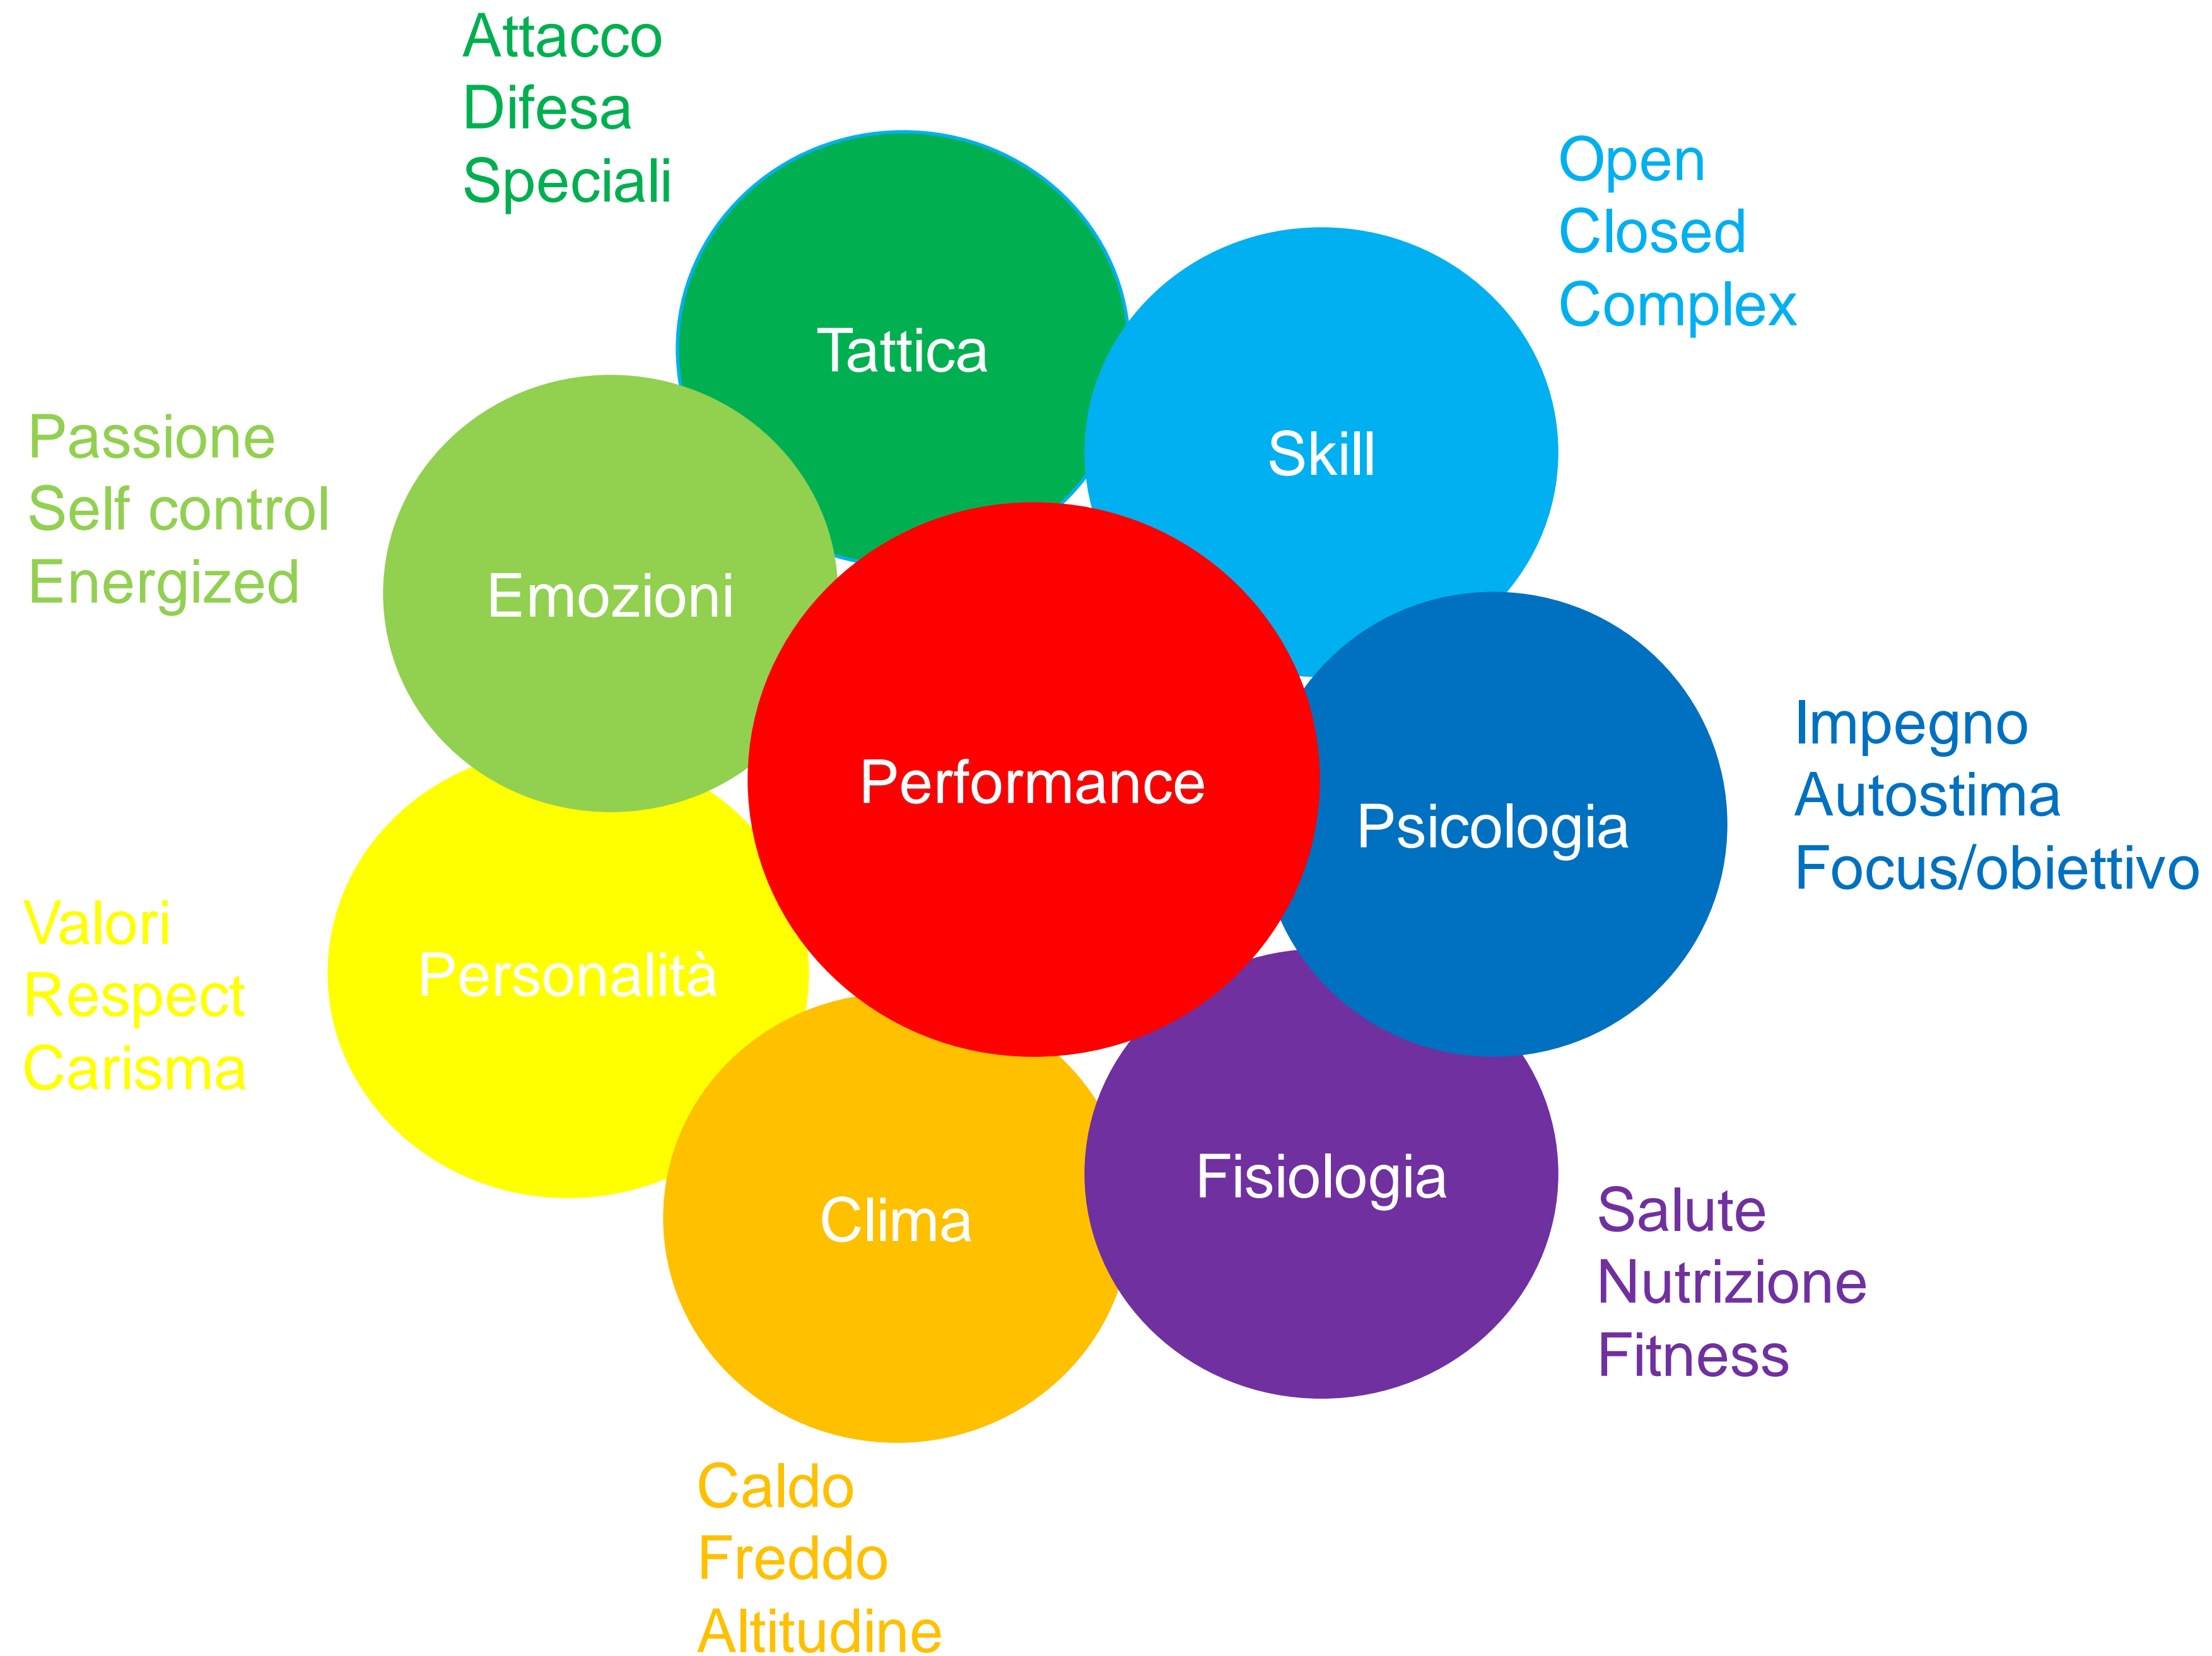 Attacco
Difesa
Speciali
Open
Closed
Complex
Tattica
Skill
Passione
Self control
Energized
Emozioni
Performance
Psicologia
Impegno
Autostima
Focus/obiettivo
Valori
Respect
Carisma
Personalità
Clima
Fisiologia
Salute
Nutrizione
Fitness
Caldo
Freddo
Altitudine